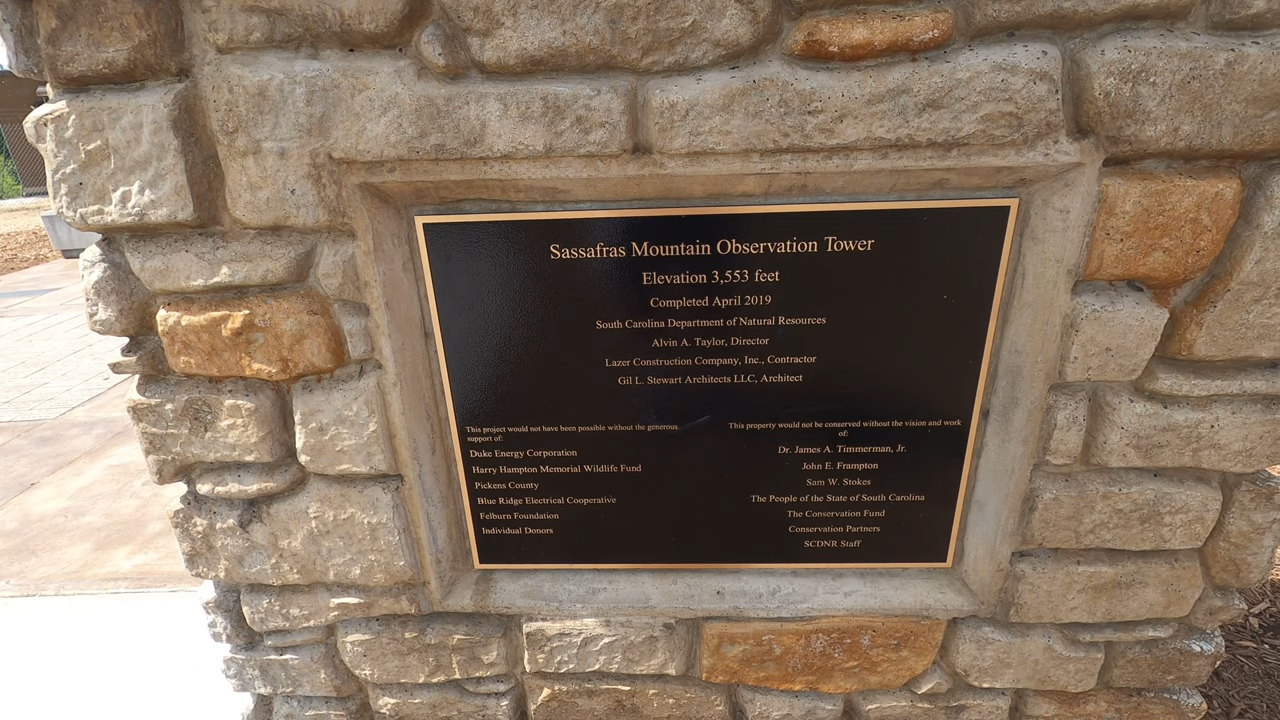 Sassafras Mountain Observation Tower
Elevation 3,553 feet
Completed April 2019
South Carolina Department of Natural Resources
Alvin A. Taylor, Director
Lazer Construction Company, Inc., Contractor
Gil L. Stewart Architects LLC, Architect
This project would not have been possible without the generous
support of:
Duke Energy Corporation
Harry Hampton Memorial Wildlife Fund
Pickens County
Blue Ridge Electrical Cooperative
Felburn Foundation
Individual Donors
This property would not be conserved without the vision and work
of:
Dr. James A. Timmerman, Jr.
John E. Frampton
Sam W. Stokes
The People of the State of South Carolina
The Conservation Fund
Conservation Partners
SCDNR Staff